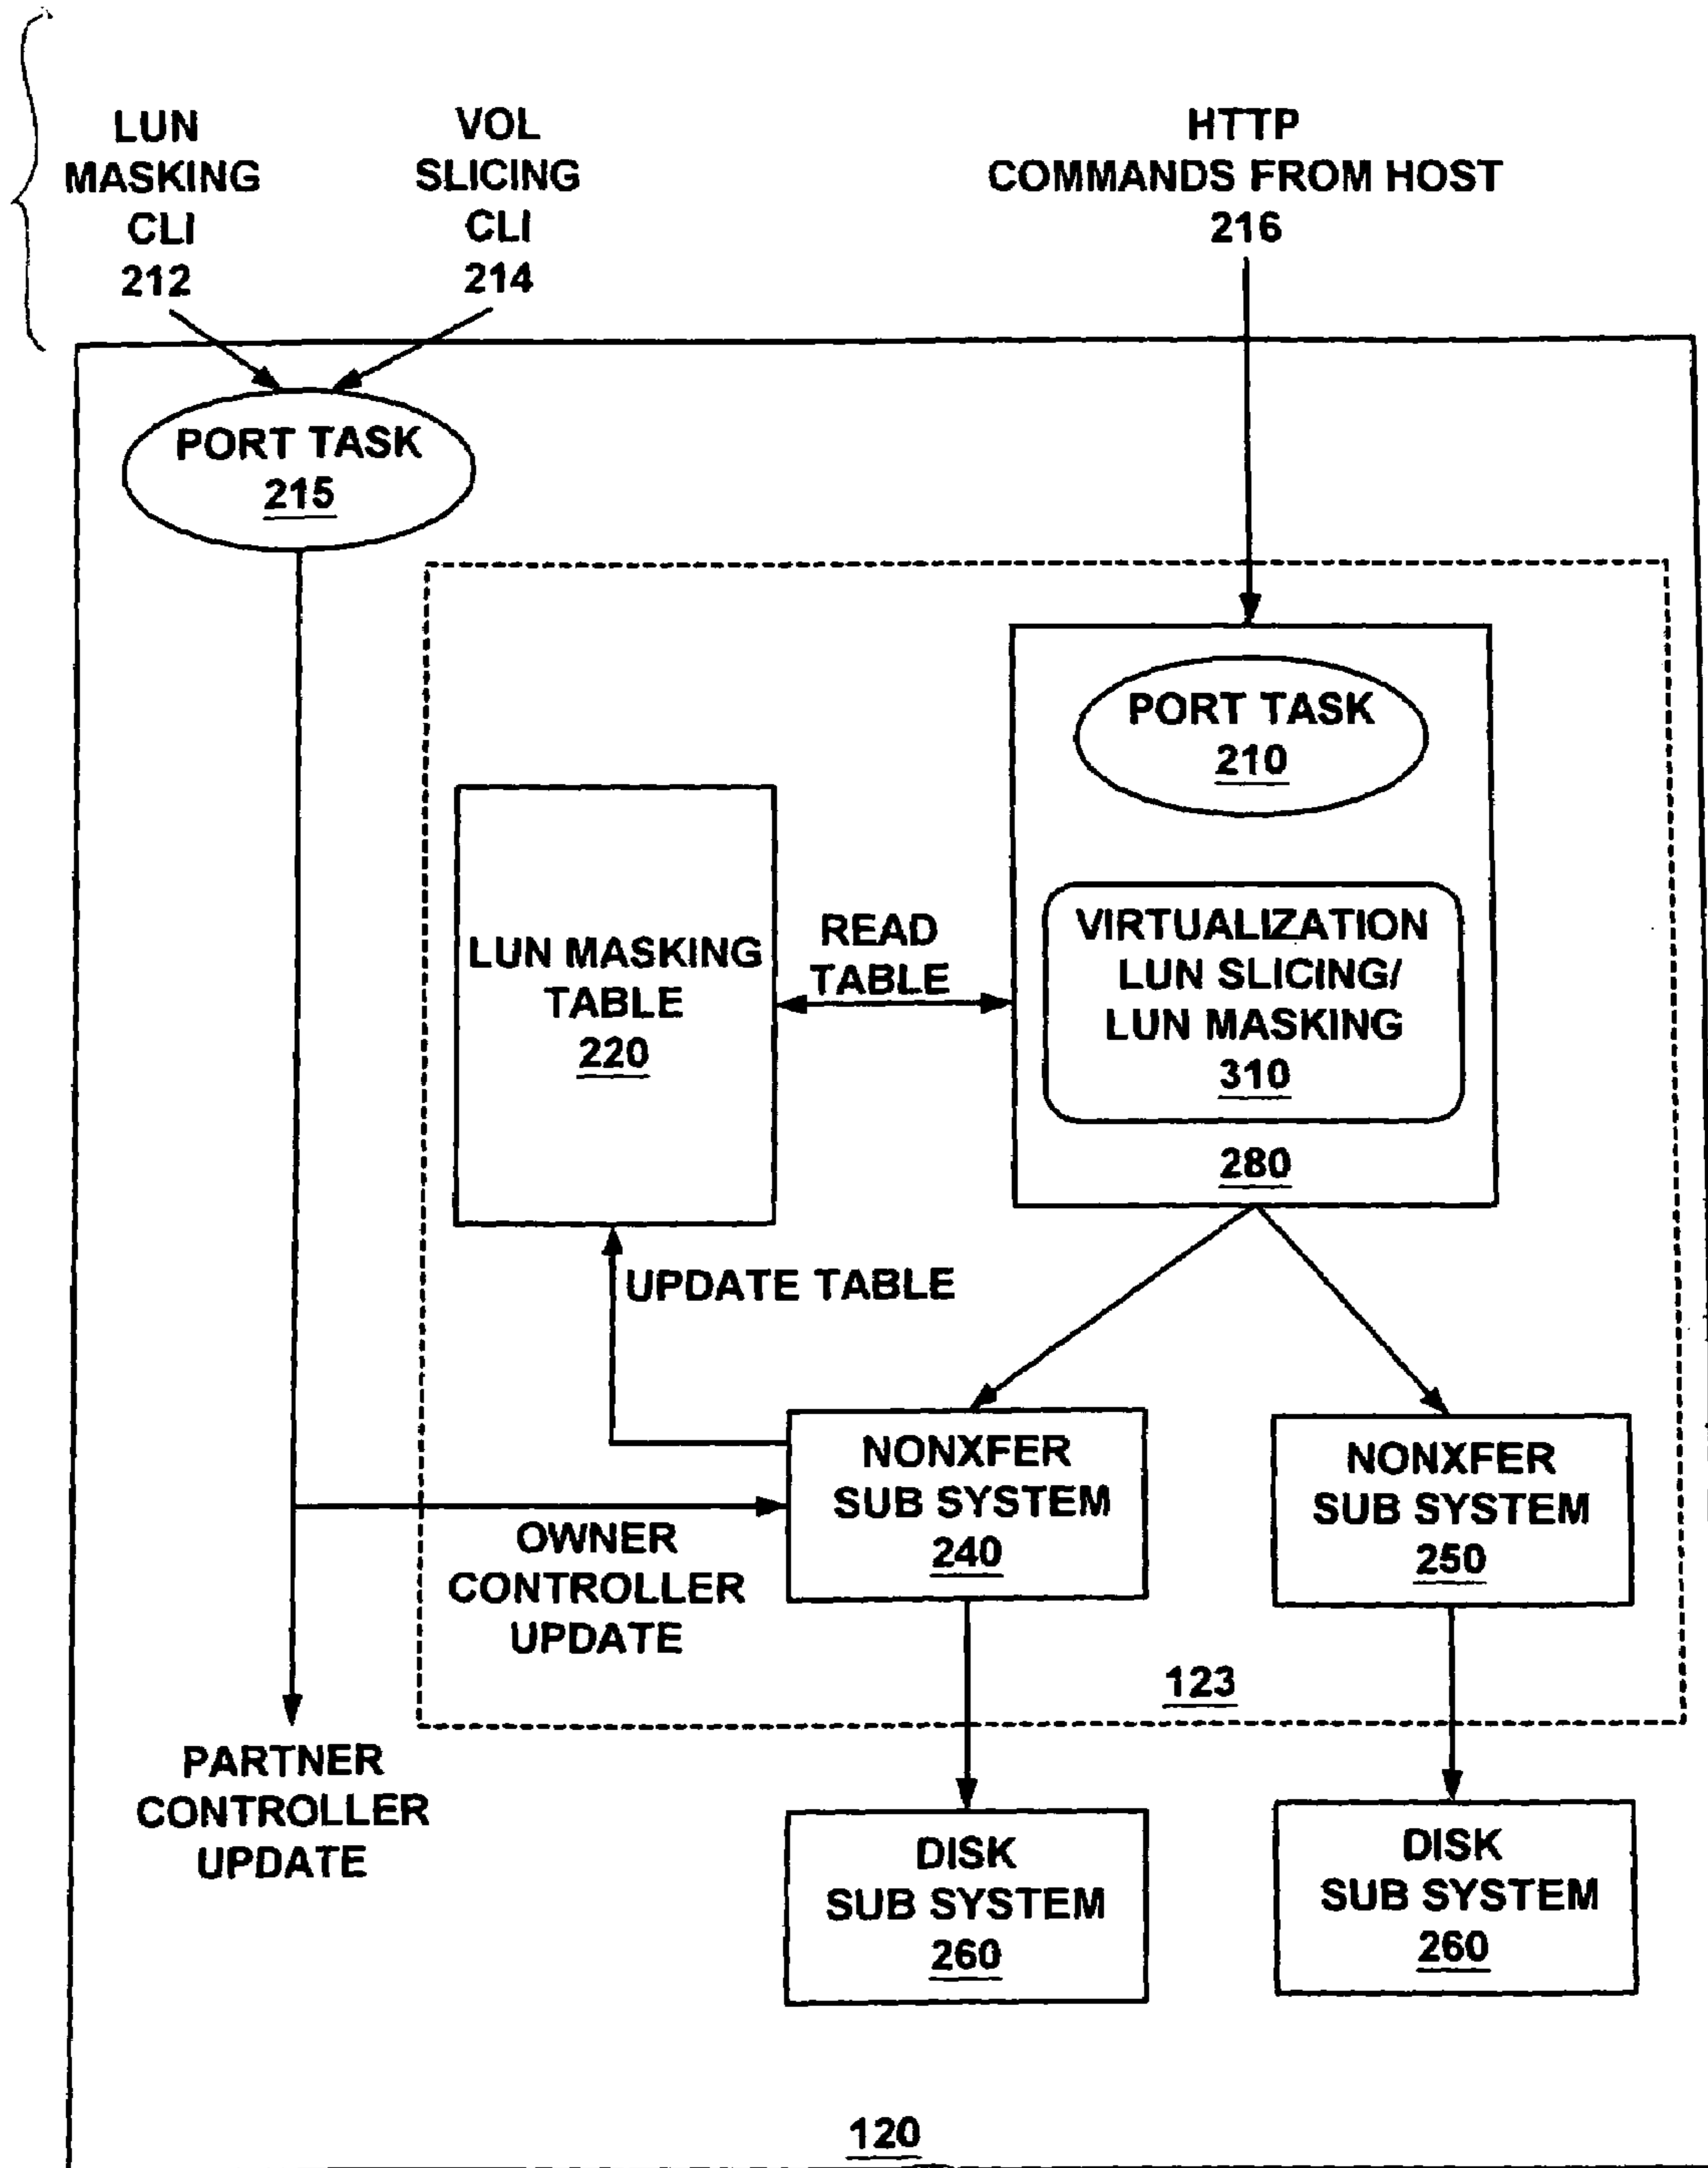 LUN
MASKING
CLI
212
VOL
SLICING
CLI
214
HTTP
COMMANDS FROM HOST
216
PORT TASK
215
PORT TASK
210
VIRTUALIZATION
LUN SLICING/
LUN MASKING
310
280
LUN MASKING
TABLE
220
READ
TABLE
UPDATE TABLE
NONXFER
SUB SYSTEM
240
NONXFER
SUB SYSTEM
250
OWNER
CONTROLLER
UPDATE
123
PARTNER
CONTROLLER
UPDATE
DISK
SUB SYSTEM
260
DISK
SUB SYSTEM
260
120